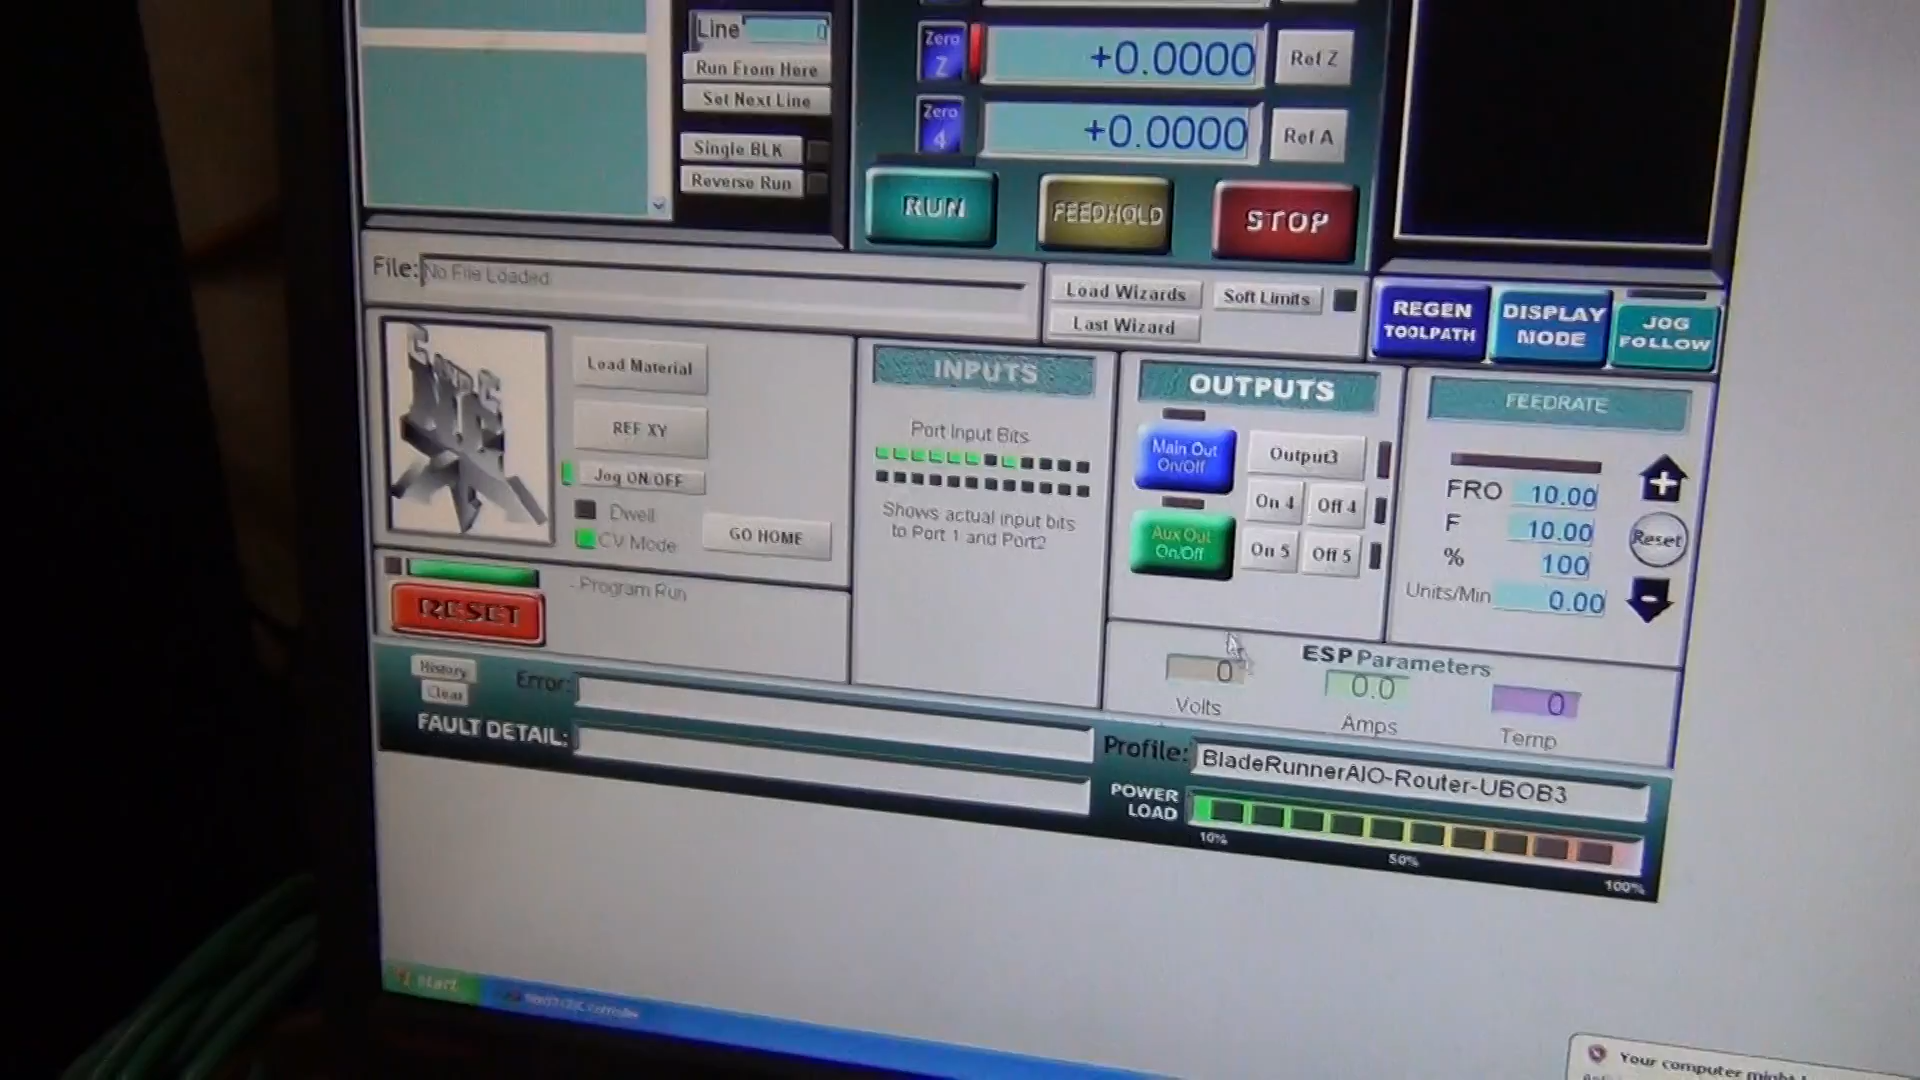 Line 0
Run From Here
Set Next Line
Single BLK
Reverse Run
Zero Z +0.0000 Ref Z
Zero 4 +0.0000 Ref A
RUN FEEDHOLD STOP
File: No File Loaded
Load Wizards
Last Wizard
Soft Limits
REGEN TOOLPATH
DISPLAY MODE
JOG FOLLOW
Load Material
REF XY
Jog ON/OFF
Dwell
CV Mode
GO HOME
RESET
- Program Run
INPUTS
Port Input Bits
Shows actual input bits
to Port 1 and Port2
OUTPUTS
Main Out
On/Off
Output3
On 4 Off 4
Aux Out
On/Off
On 5 Off 5
FEEDRATE
FRO 10.00
F 10.00
% 100
Units/Min 0.00
Reset
History
Clear
Error:
FAULT DETAIL:
ESP Parameters
0 0.0 0
Volts Amps Temp
Profile: BladeRunnerAIO-Router-UBOB3
POWER
LOAD
10% 50% 100%
start
Your computer might